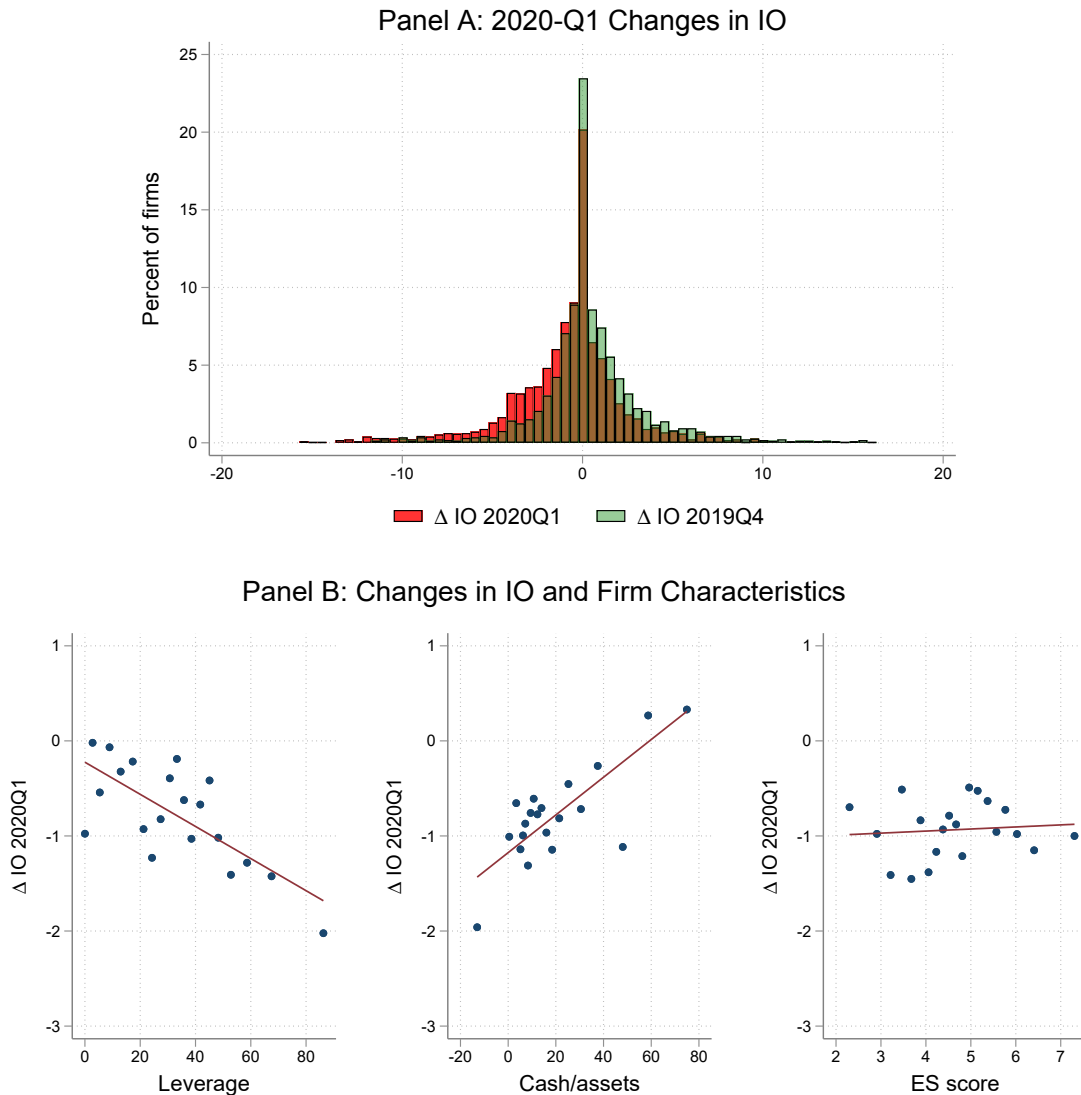 Panel A: 2020-Q1 Changes in IO
25
20
15
10
5
0
Percent of firms
-20 -10 0 10 20
Δ IO 2020Q1 Δ IO 2019Q4
Panel B: Changes in IO and Firm Characteristics
1
0
-1
-2
-3
Δ IO 2020Q1
0 20 40 60 80
Leverage
1
0
-1
-2
-3
Δ IO 2020Q1
-20 0 20 40 60 80
Cash/assets
1
0
-1
-2
-3
Δ IO 2020Q1
2 3 4 5 6 7
ES score